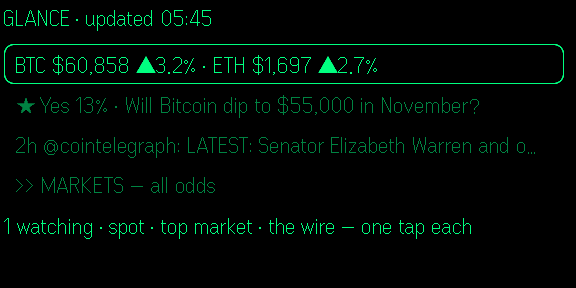 GLANCE · updated 05:45
BTC $60,858 ▲3.2% · ETH $1,697 ▲2.7%
★ Yes 13% · Will Bitcoin dip to $55,000 in November?
2h @cointelegraph: LATEST: Senator Elizabeth Warren and o…
>> MARKETS — all odds
1 watching · spot · top market · the wire — one tap each